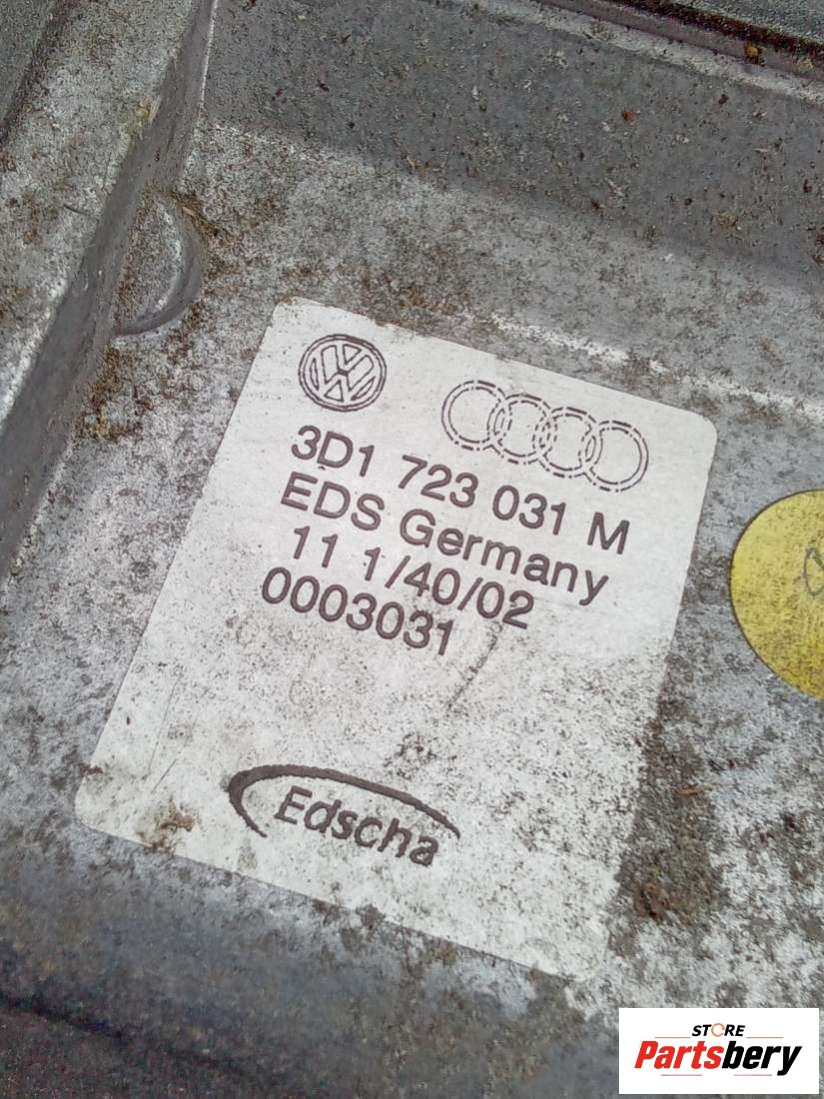 3D1 723 031 M
EDS Germany
11 1/40/02
0003031
Edscha
STORE
Partsbery